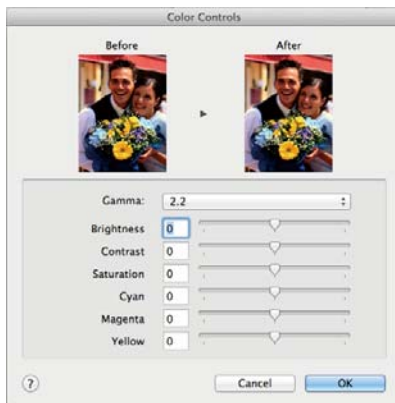 Color Controls
Before After
Gamma: 2.2
Brightness 0
Contrast 0
Saturation 0
Cyan 0
Magenta 0
Yellow 0
? Cancel OK